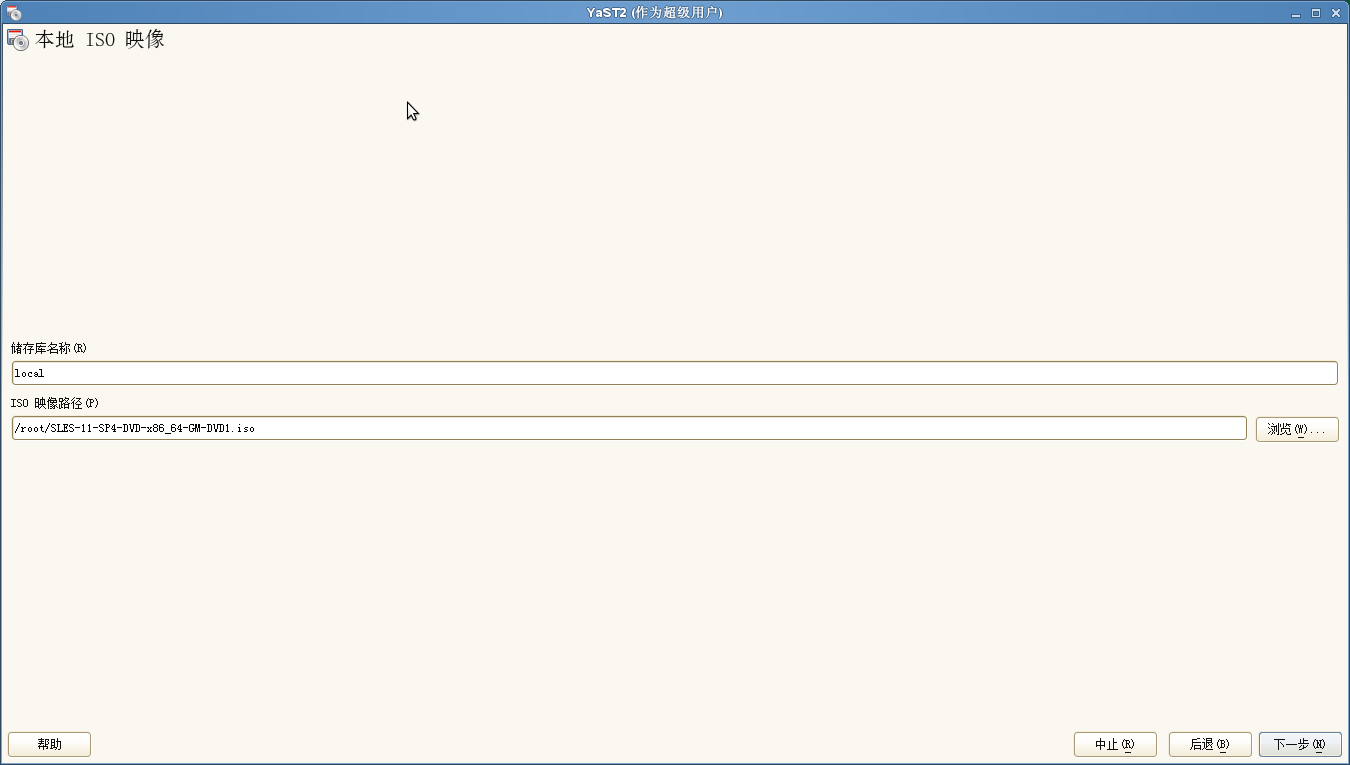 YaST2 (作为超级用户)
本地 ISO 映像
储存库名称(R)
local
ISO 映像路径(P)
/root/SLES-11-SP4-DVD-x86_64-GM-DVD1.iso
浏览(W)...
帮助
中止(R)
后退(B)
下一步(N)